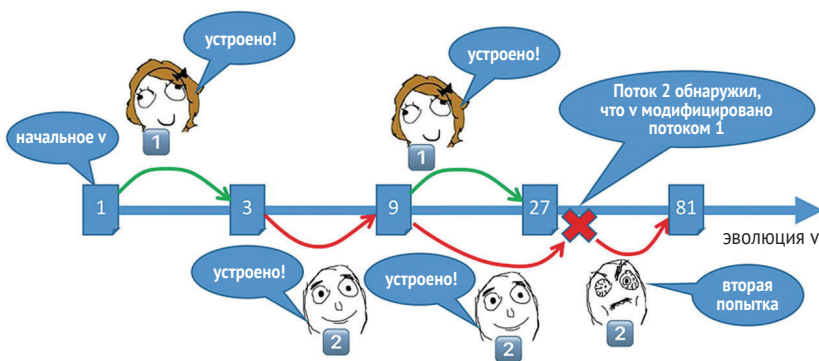 устроено!
1
устроено!
1
Поток 2 обнаружил,
что v модифицировано
потоком 1
начальное v
1
3
9
27
81
эволюция v
устроено!
2
устроено!
2
2
вторая
попытка